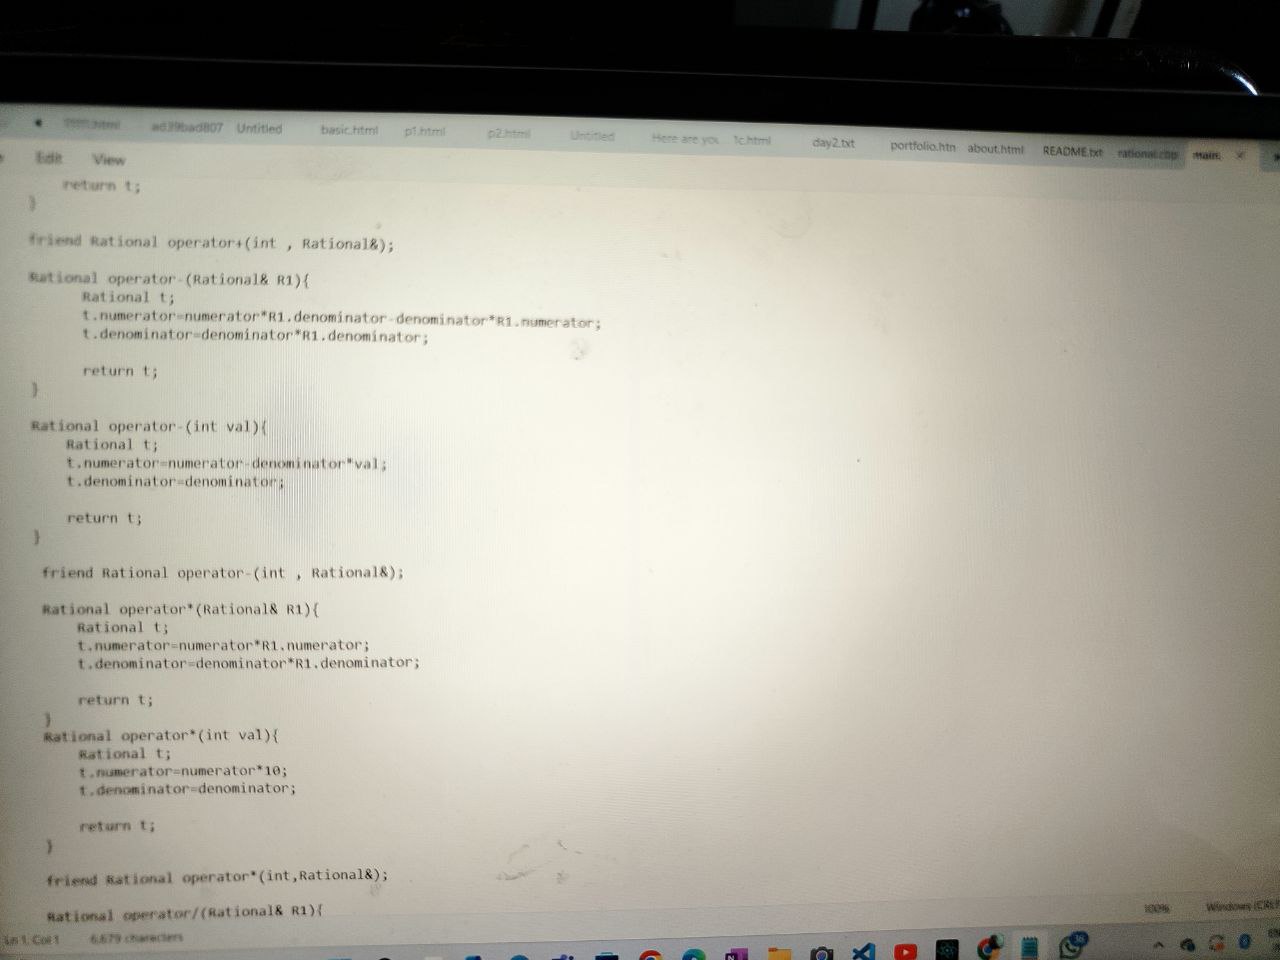 ad39bad807 Untitled basic.html p1.html p2.html Untitled Here are you 1c.html day2.txt portfolio.htn about.html README.txt rational.cpp main.
Edit View
return t;
}
friend Rational operator+(int , Rational&);
Rational operator-(Rational& R1){
Rational t;
t.numerator=numerator*R1.denominator-denominator*R1.numerator;
t.denominator=denominator*R1.denominator;
return t;
}
Rational operator-(int val){
Rational t;
t.numerator=numerator-denominator*val;
t.denominator=denominator;
return t;
}
friend Rational operator-(int , Rational&);
Rational operator*(Rational& R1){
Rational t;
t.numerator=numerator*R1.numerator;
t.denominator=denominator*R1.denominator;
return t;
}
Rational operator*(int val){
Rational t;
t.numerator=numerator*10;
t.denominator=denominator;
return t;
}
friend Rational operator*(int,Rational&);
Rational operator/(Rational& R1){
Ln 1, Col 1 6,679 characters 100% Windows (CRLF